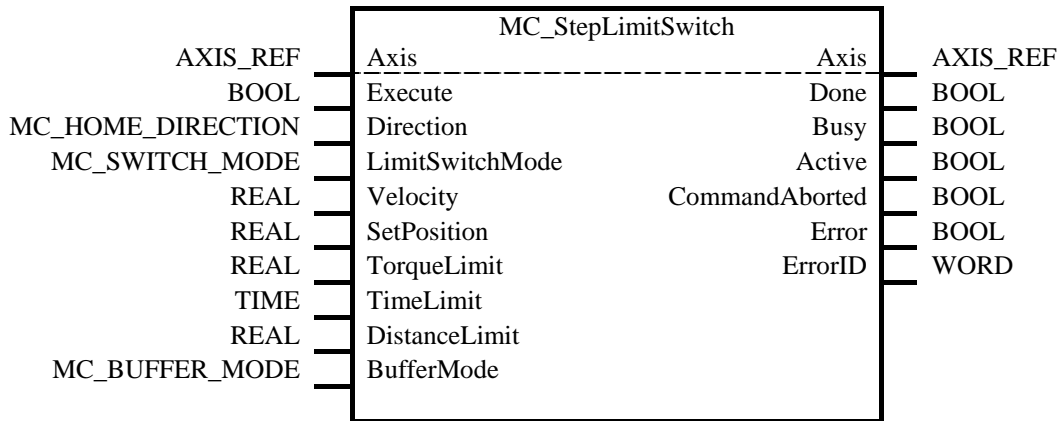 MC_StepLimitSwitch
AXIS_REF Axis Axis AXIS_REF
BOOL Execute Done BOOL
MC_HOME_DIRECTION Direction Busy BOOL
MC_SWITCH_MODE LimitSwitchMode Active BOOL
REAL Velocity CommandAborted BOOL
REAL SetPosition Error BOOL
REAL TorqueLimit ErrorID WORD
TIME TimeLimit
REAL DistanceLimit
MC_BUFFER_MODE BufferMode